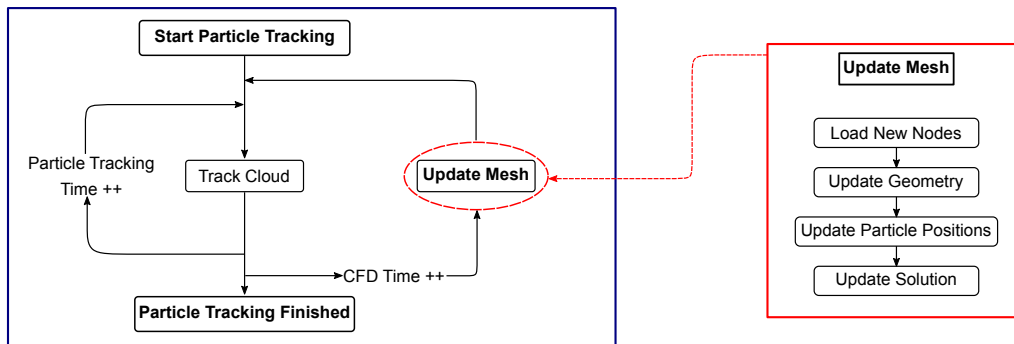 Start Particle Tracking
Particle Tracking
Time ++
Track Cloud
Update Mesh
CFD Time ++
Particle Tracking Finished
Update Mesh
Load New Nodes
Update Geometry
Update Particle Positions
Update Solution